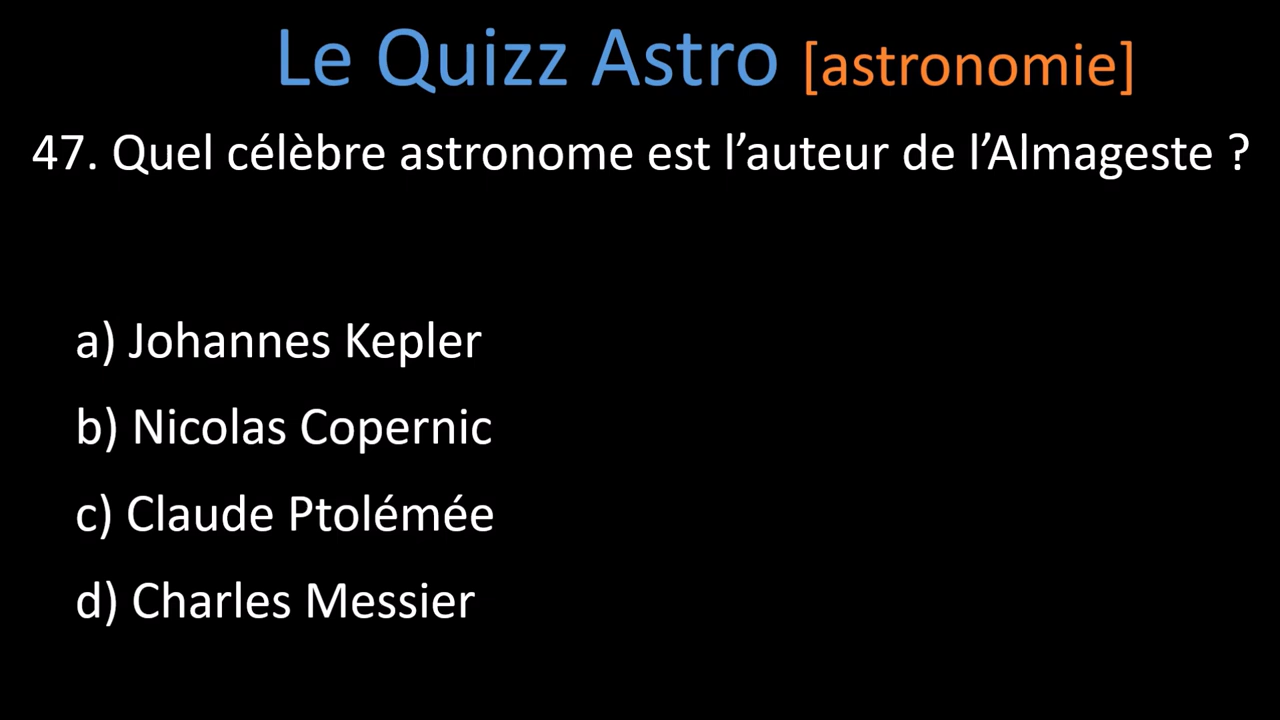 Le Quizz Astro [astronomie]
47. Quel célèbre astronome est l’auteur de l’Almageste ?
a) Johannes Kepler
b) Nicolas Copernic
c) Claude Ptolémée
d) Charles Messier